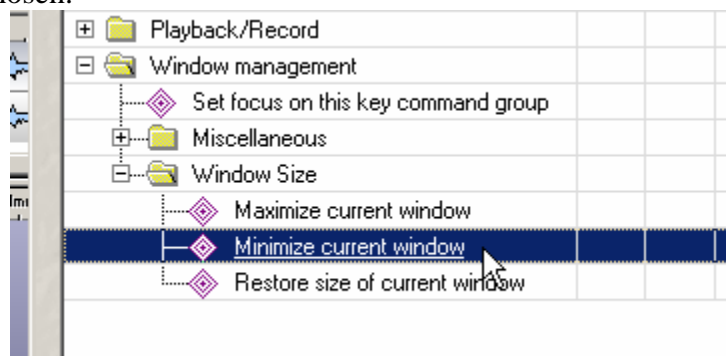 Playback/Record
Window management
Set focus on this key command group
Miscellaneous
Window Size
Maximize current window
Minimize current window
Restore size of current window